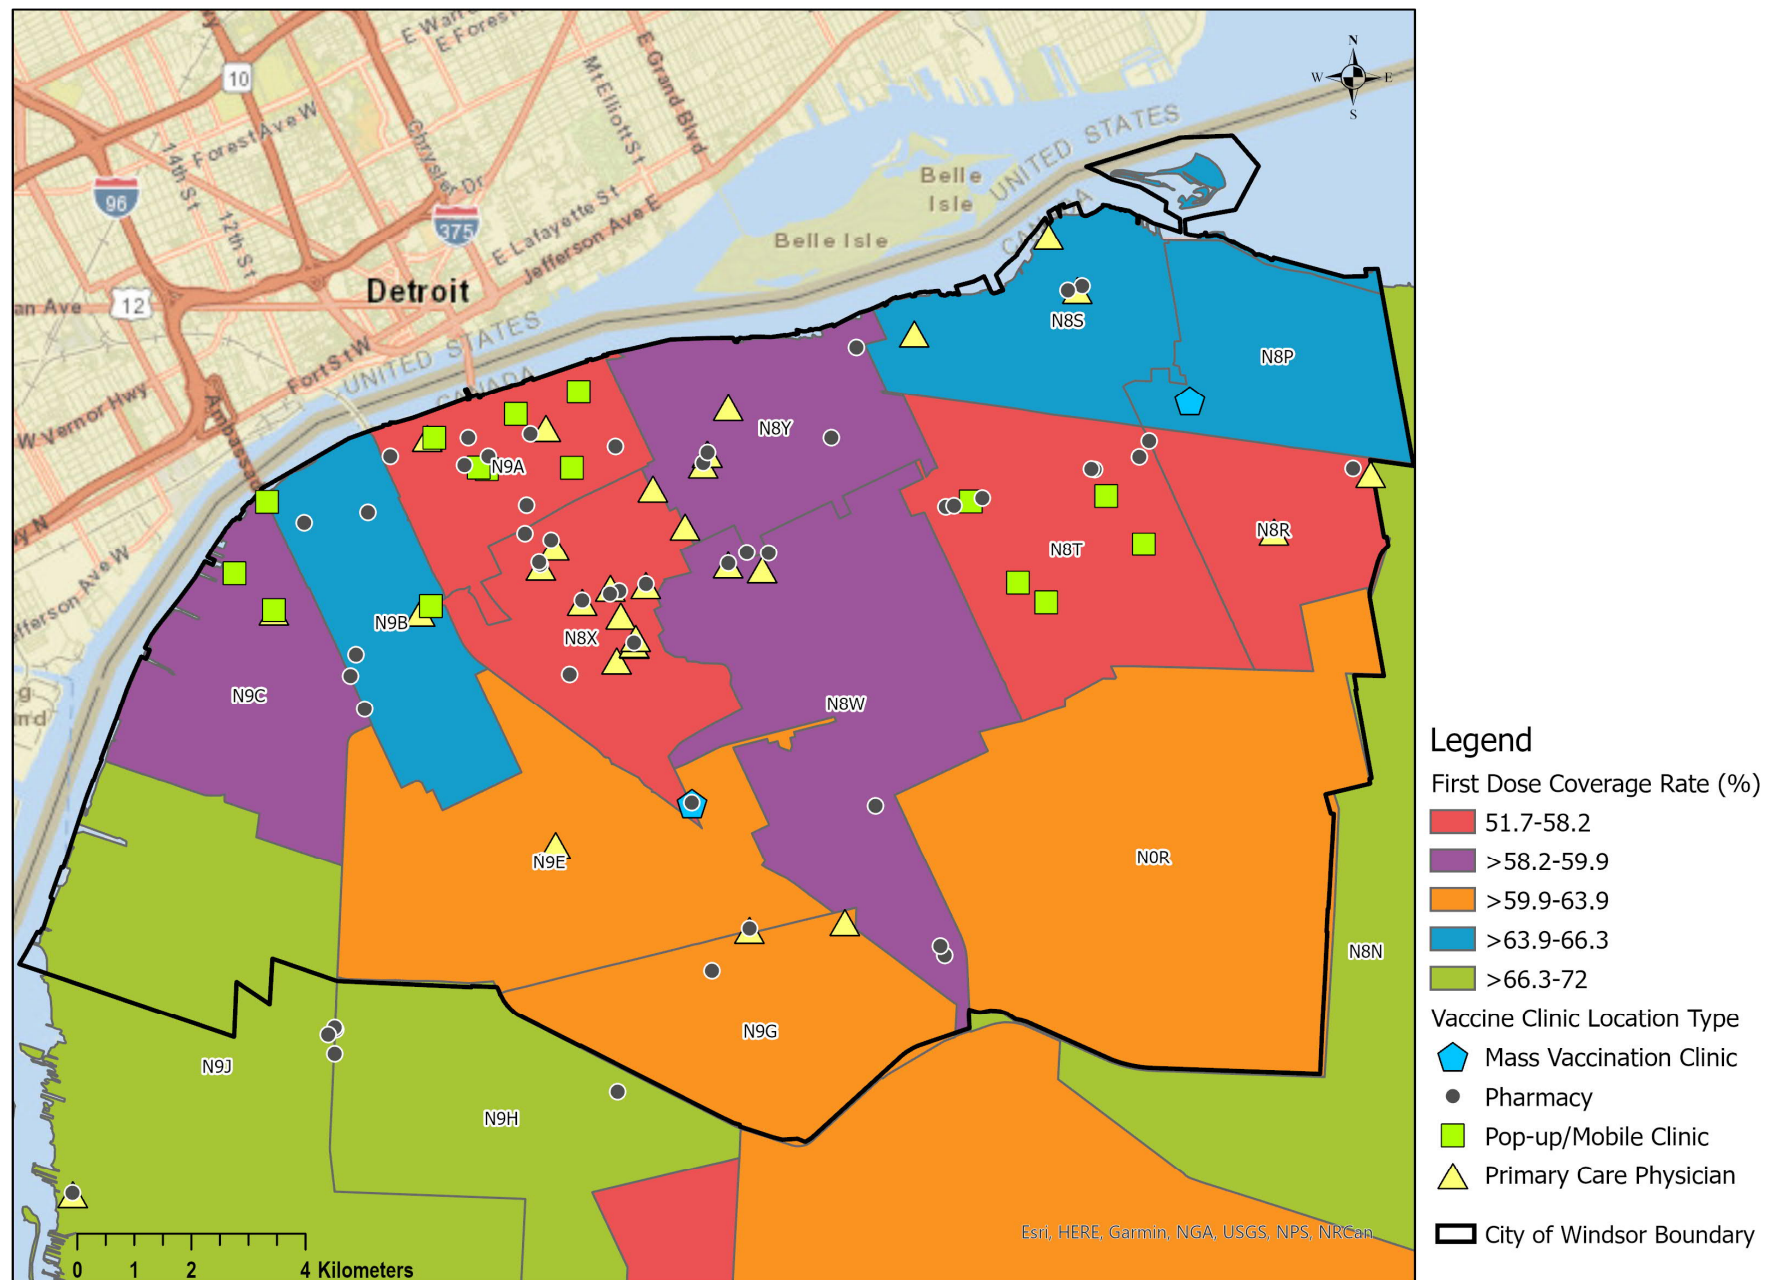 E Warr
E Forest
10
E Grand Blvd
Mt Elliott St
N
W E
S
Forest Ave W
14th St
Chrysler Dr
UNITED STATES
96
12th St
375
E Lafayette St
Jefferson Ave E
Belle
Isle
CANADA
Belle Isle
Detroit
an Ave
12
N8S
UNITED STATES
Fort St W
CANADA
N8P
W Vernor Hwy
Ambassad
N8Y
N9A
y N
N8R
N8T
Jefferson Ave W
N9B
N8X
N9C
g
nd
N8W
N9E
N0R
N8N
N9G
N9J
N9H
Esri, HERE, Garmin, NGA, USGS, NPS, NRCan
0 1 2 4 Kilometers
Legend
First Dose Coverage Rate (%)
51.7-58.2
>58.2-59.9
>59.9-63.9
>63.9-66.3
>66.3-72
Vaccine Clinic Location Type
Mass Vaccination Clinic
Pharmacy
Pop-up/Mobile Clinic
Primary Care Physician
City of Windsor Boundary